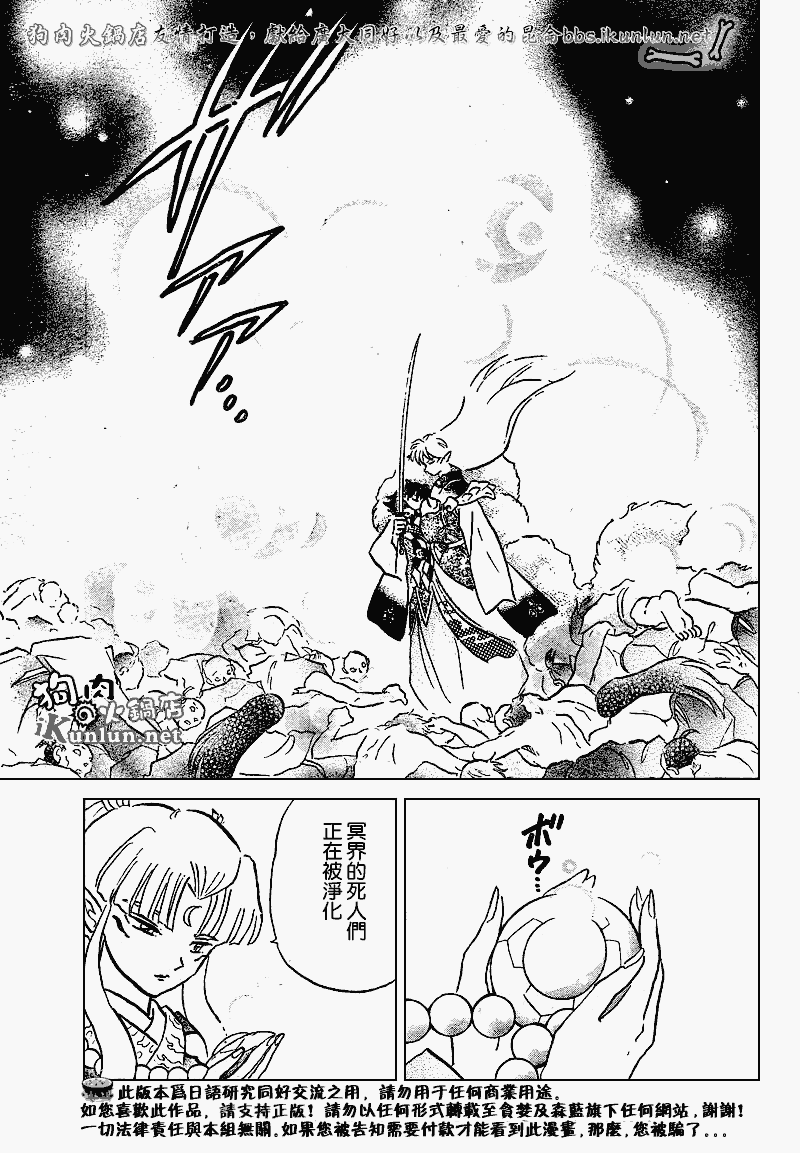 狗肉火鍋店友情打造，獻給廣大同好以及最愛的昆侖bbs.ikunlun.net
ザァァ…
狗肉
火鍋店
iKunlun.net
ボウ…
冥界的死人們
正在被淨化
此版本爲日語研究同好交流之用，請勿用于任何商業用途。
如您喜歡此作品，請支持正版！請勿以任何形式轉載至貪婪及森藍旗下任何網站，謝謝！
一切法律責任與本組無關。如果您被告知需要付款才能看到此漫畫，那麼，您被騙了。。。